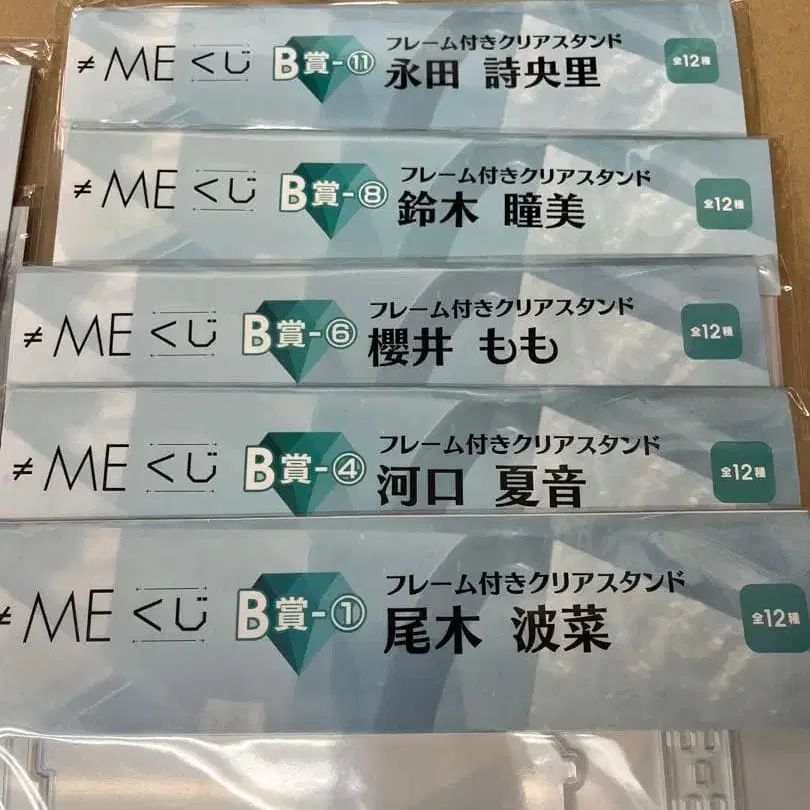 ≠ ME くじ B賞-⑪ フレーム付きクリアスタンド
永田 詩央里
全12種
≠ ME くじ B賞-⑧ フレーム付きクリアスタンド
鈴木 瞳美
全12種
≠ ME くじ B賞-⑥ フレーム付きクリアスタンド
櫻井 もも
全12種
≠ ME くじ B賞-④ フレーム付きクリアスタンド
河口 夏音
全12種
≠ ME くじ B賞-① フレーム付きクリアスタンド
尾木 波菜
全12種